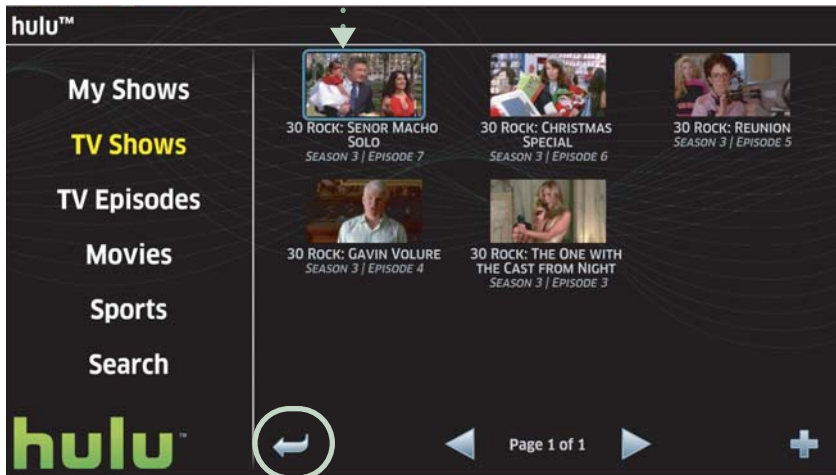 hulu™
My Shows
TV Shows
TV Episodes
Movies
Sports
Search
hulu™
30 ROCK: SENOR MACHO
SOLO
SEASON 3 | EPISODE 7
30 ROCK: CHRISTMAS
SPECIAL
SEASON 3 | EPISODE 6
30 ROCK: REUNION
SEASON 3 | EPISODE 5
30 ROCK: GAVIN VOLURE
SEASON 3 | EPISODE 4
30 ROCK: THE ONE WITH
THE CAST FROM NIGHT
SEASON 3 | EPISODE 3
Page 1 of 1